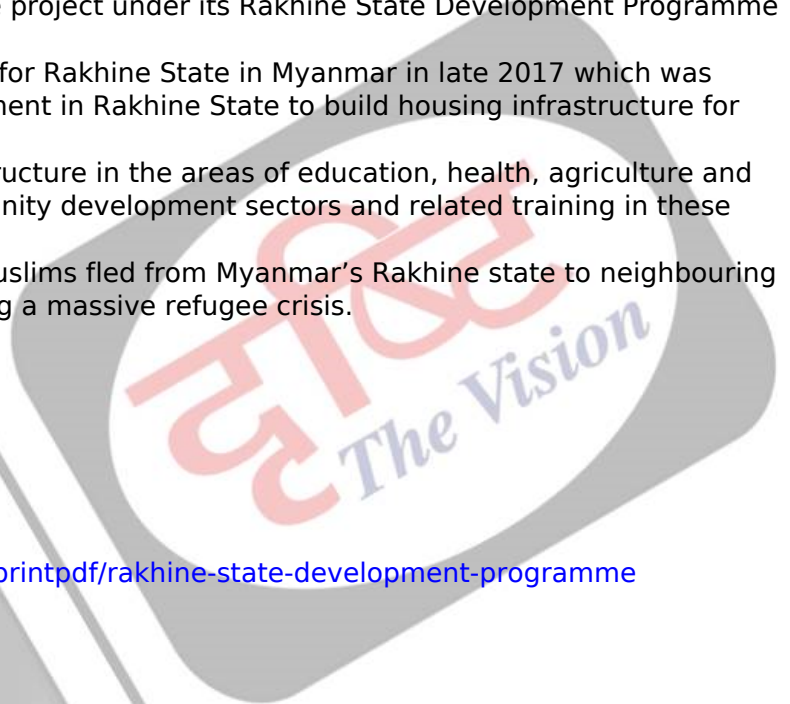 project under its Rakhine State Development Programme
for Rakhine State in Myanmar in late 2017 which was
ment in Rakhine State to build housing infrastructure for
ructure in the areas of education, health, agriculture and
nity development sectors and related training in these
uslims fled from Myanmar’s Rakhine state to neighbouring
g a massive refugee crisis.
दृष्टि
The Vision
printpdf/rakhine-state-development-programme